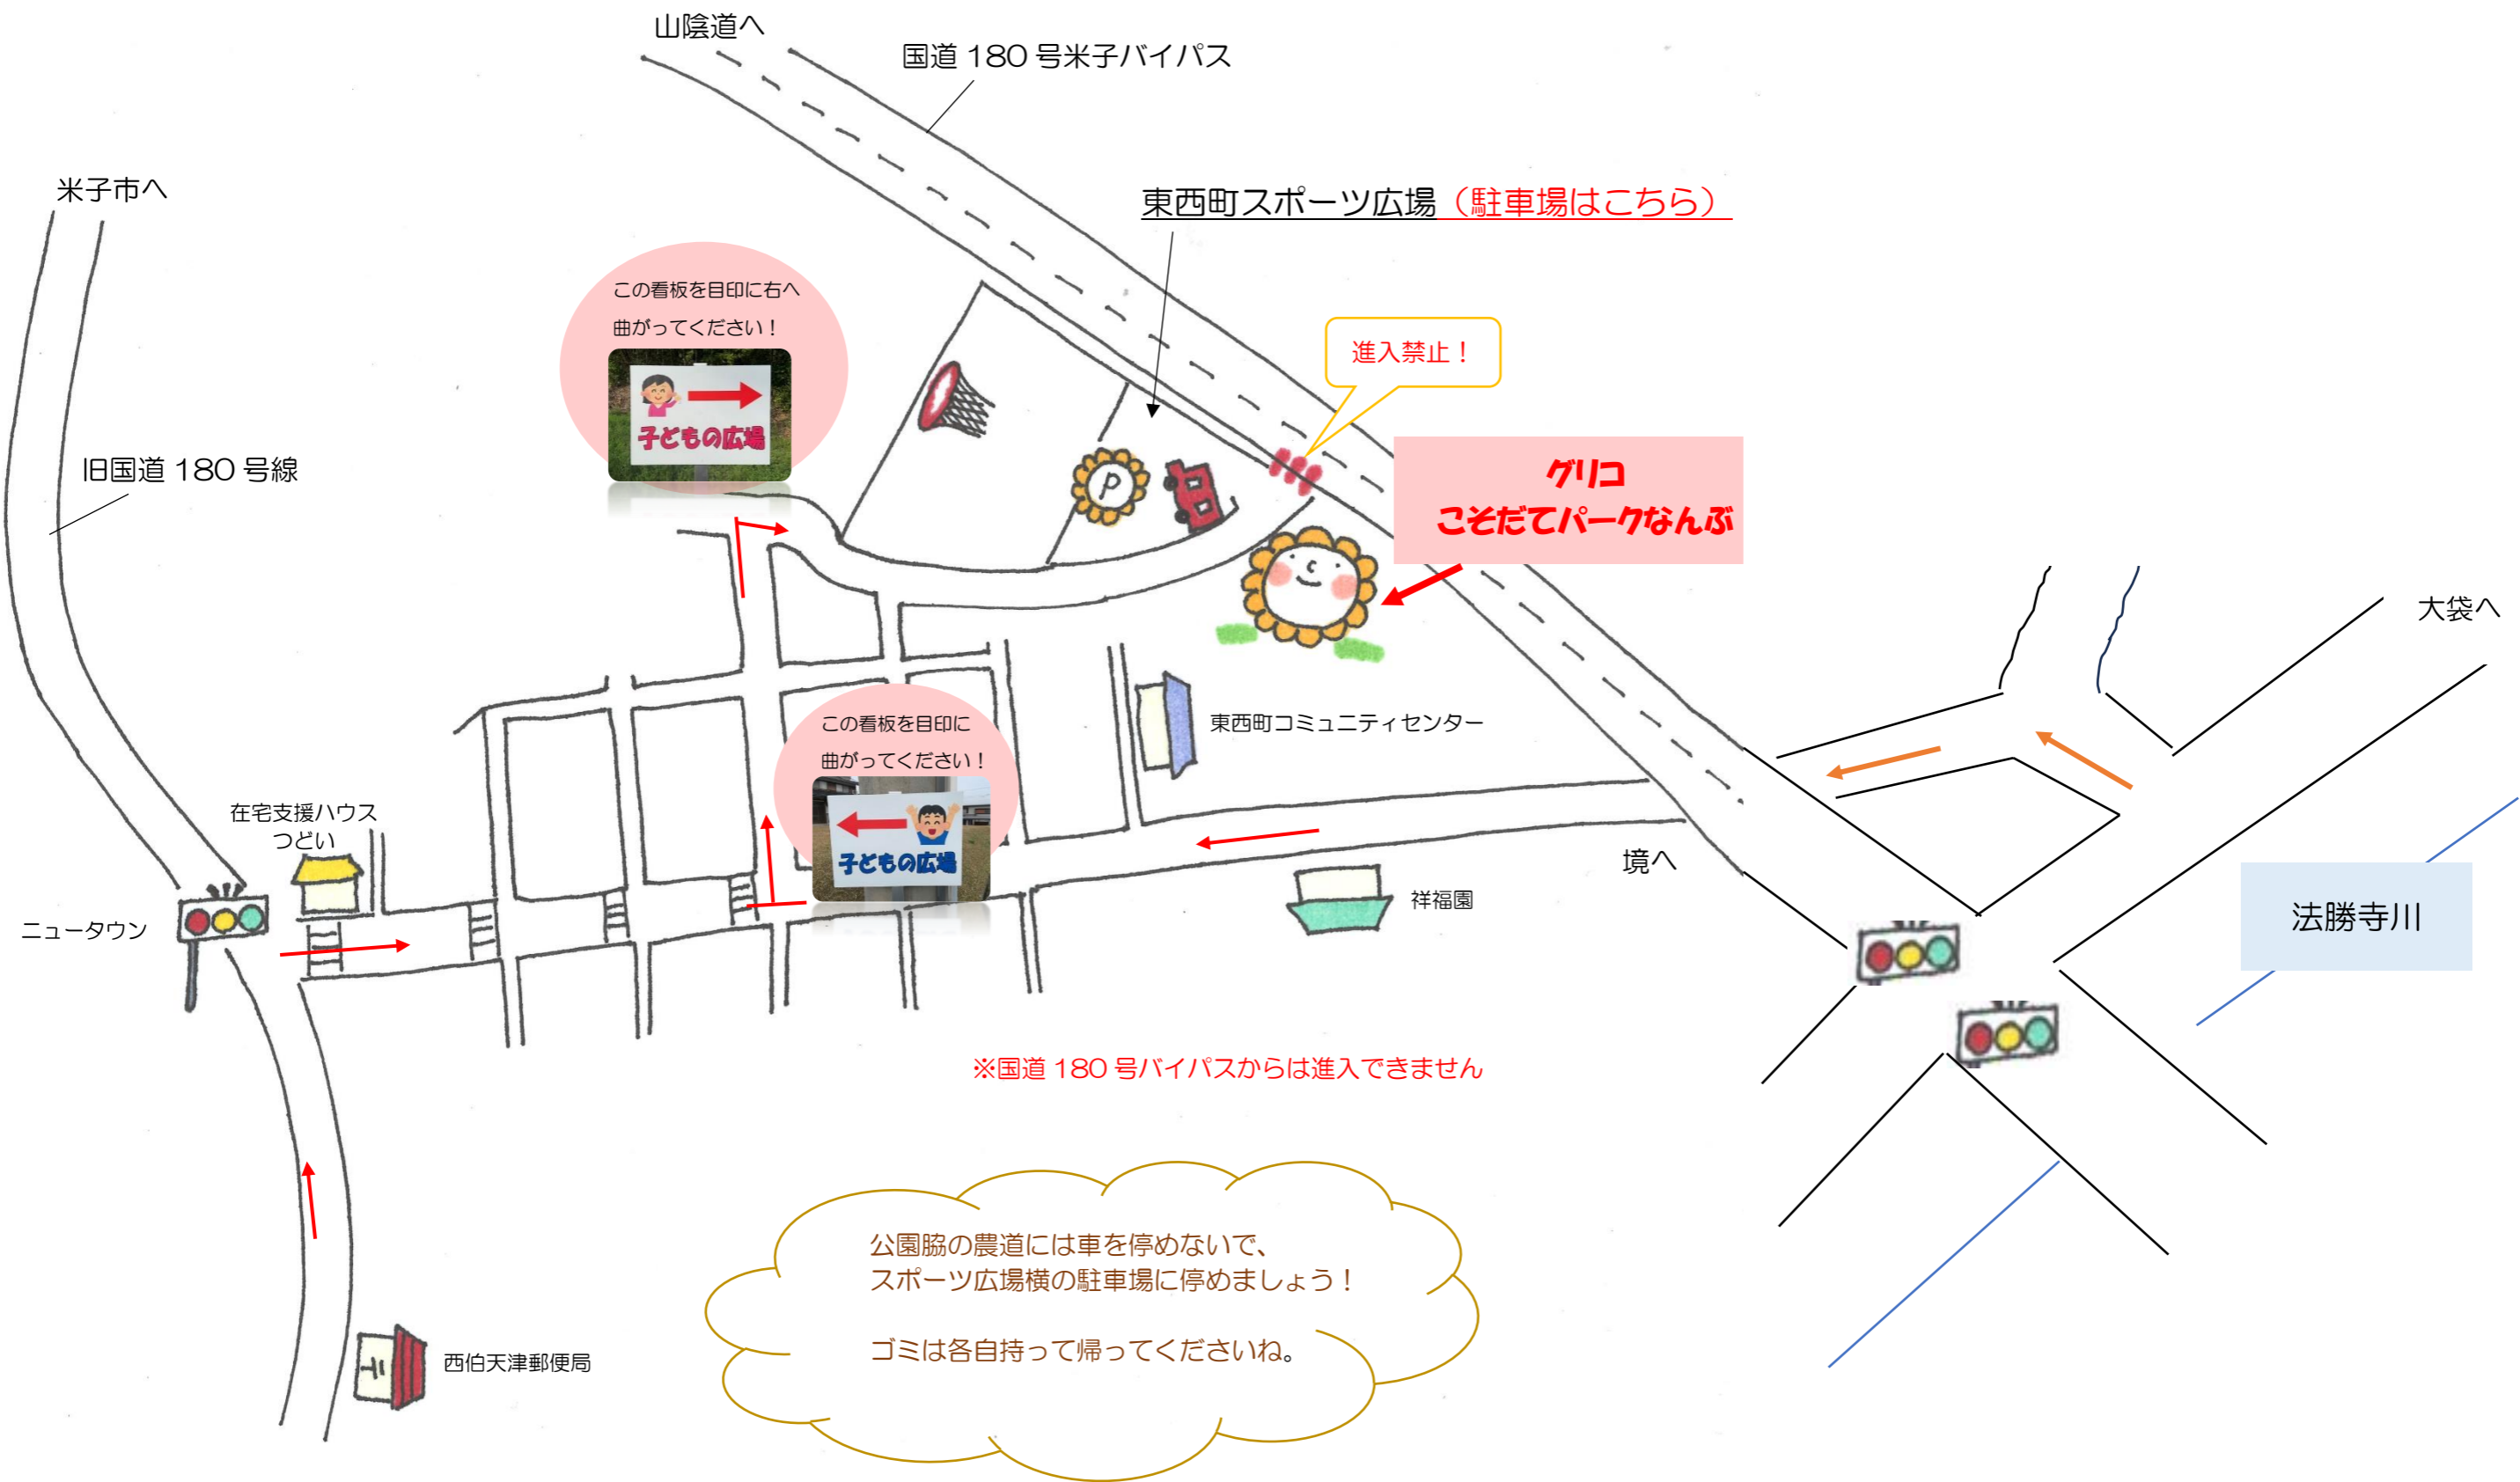 山陰道へ
国道 180 号米子バイパス
米子市へ
東西町スポーツ広場（駐車場はこちら）
この看板を目印に右へ
曲がってください！
子どもの広場
進入禁止！
旧国道 180 号線
P
グリコ
こそだてパークなんぶ
大袋へ
この看板を目印に
曲がってください！
子どもの広場
東西町コミュニティセンター
在宅支援ハウス
つどい
境へ
祥福園
ニュータウン
法勝寺川
※国道 180 号バイパスからは進入できません
公園脇の農道には車を停めないで、
スポーツ広場横の駐車場に停めましょう！
ゴミは各自持って帰ってくださいね。
〒
西伯天津郵便局